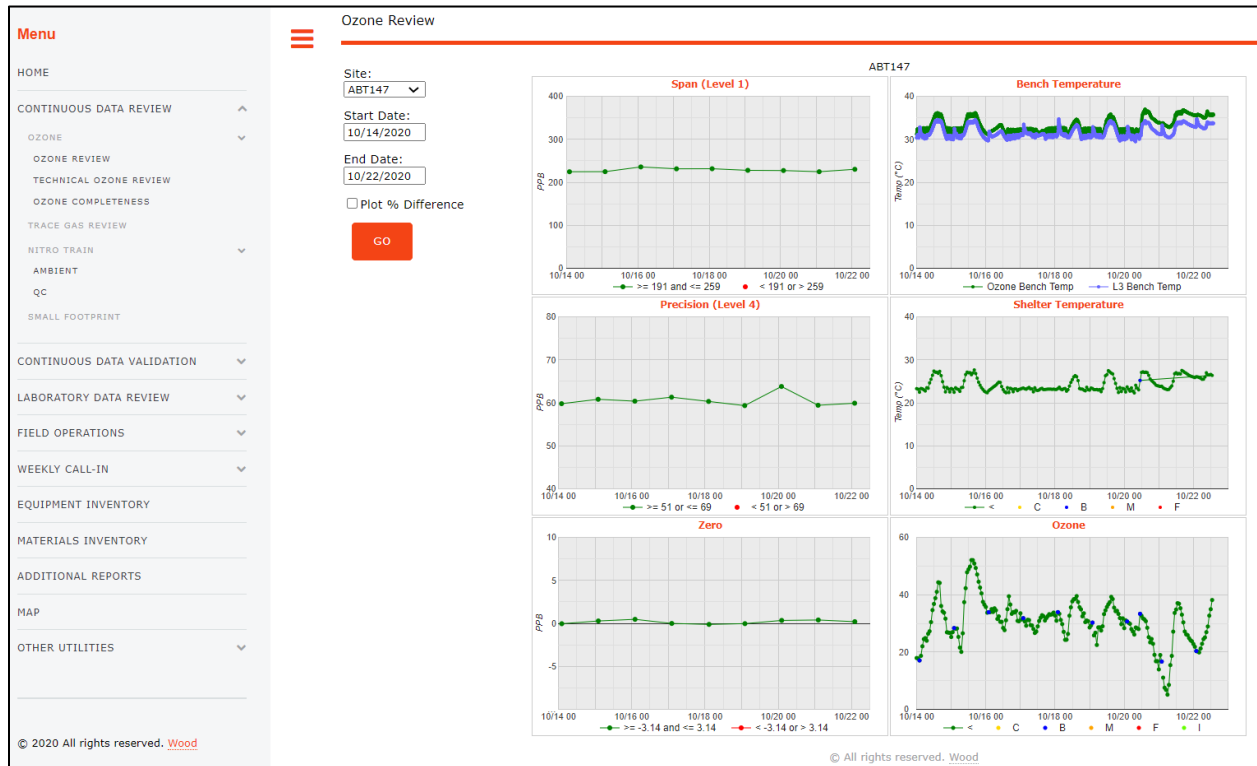 Menu
HOME
CONTINUOUS DATA REVIEW
OZONE
OZONE REVIEW
TECHNICAL OZONE REVIEW
OZONE COMPLETENESS
TRACE GAS REVIEW
NITRO TRAIN
AMBIENT
QC
SMALL FOOTPRINT
CONTINUOUS DATA VALIDATION
LABORATORY DATA REVIEW
FIELD OPERATIONS
WEEKLY CALL-IN
EQUIPMENT INVENTORY
MATERIALS INVENTORY
ADDITIONAL REPORTS
MAP
OTHER UTILITIES
© 2020 All rights reserved. Wood
Ozone Review
Site:
ABT147
Start Date:
10/14/2020
End Date:
10/22/2020
Plot % Difference
GO
ABT147
Span (Level 1)
400
300
200
100
0
PPB
10/14 00 10/16 00 10/18 00 10/20 00 10/22 00
>= 191 and <= 259 < 191 or > 259
Bench Temperature
40
30
20
10
0
Temp (°C)
10/14 00 10/16 00 10/18 00 10/20 00 10/22 00
Ozone Bench Temp L3 Bench Temp
Precision (Level 4)
80
70
60
50
40
PPB
10/14 00 10/16 00 10/18 00 10/20 00 10/22 00
>= 51 or <= 69 < 51 or > 69
Shelter Temperature
40
30
20
10
0
Temp (°C)
10/14 00 10/16 00 10/18 00 10/20 00 10/22 00
< C B M F
Zero
10
5
0
-5
...
PPB
10/14 00 10/16 00 10/18 00 10/20 00 10/22 00
>= -3.14 and <= 3.14 < -3.14 or > 3.14
Ozone
60
40
20
0
PPB
10/14 00 10/16 00 10/18 00 10/20 00 10/22 00
< C B M F I
© All rights reserved. Wood